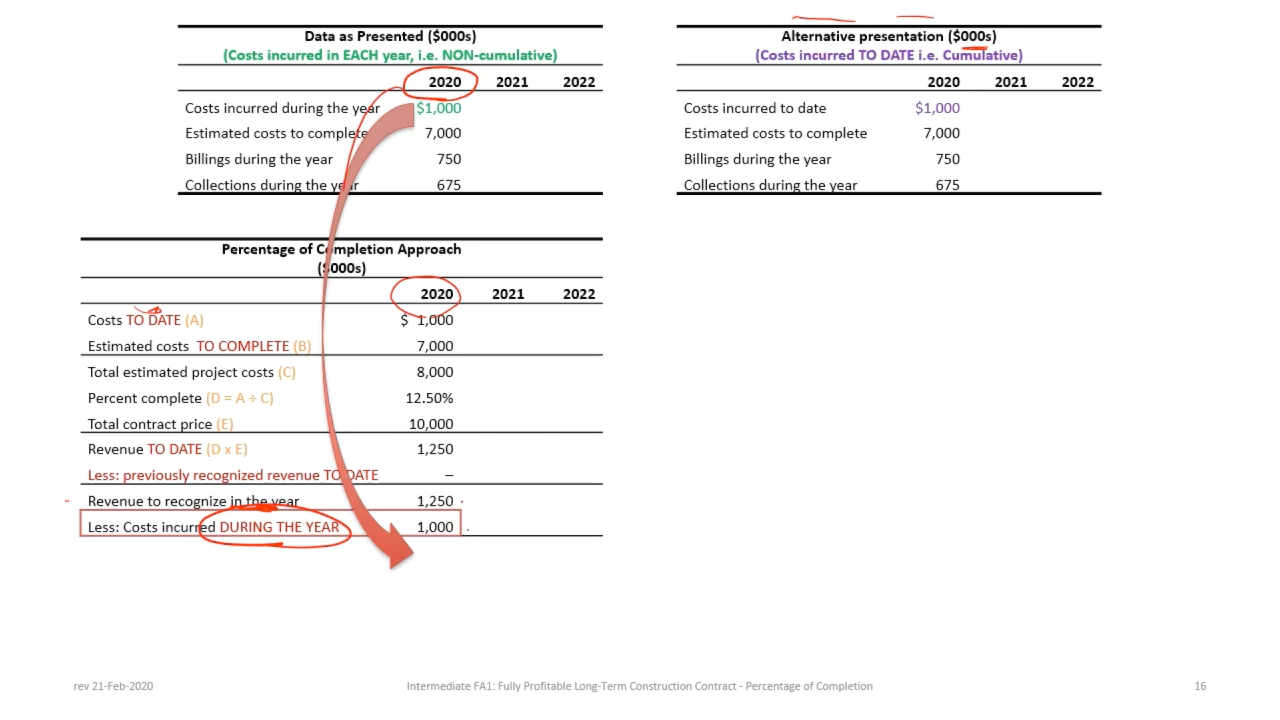 Data as Presented ($000s)
(Costs incurred in EACH year, i.e. NON-cumulative)
2020 2021 2022
Costs incurred during the year $1,000
Estimated costs to complete 7,000
Billings during the year 750
Collections during the year 675
Alternative presentation ($000s)
(Costs incurred TO DATE i.e. Cumulative)
2020 2021 2022
Costs incurred to date $1,000
Estimated costs to complete 7,000
Billings during the year 750
Collections during the year 675
Percentage of Completion Approach
($000s)
2020 2021 2022
Costs TO DATE (A) $ 1,000
Estimated costs TO COMPLETE (B) 7,000
Total estimated project costs (C) 8,000
Percent complete (D = A ÷ C) 12.50%
Total contract price (E) 10,000
Revenue TO DATE (D x E) 1,250
Less: previously recognized revenue TO DATE –
Revenue to recognize in the year 1,250
Less: Costs incurred DURING THE YEAR 1,000
rev 21-Feb-2020 Intermediate FA1: Fully Profitable Long-Term Construction Contract - Percentage of Completion 16